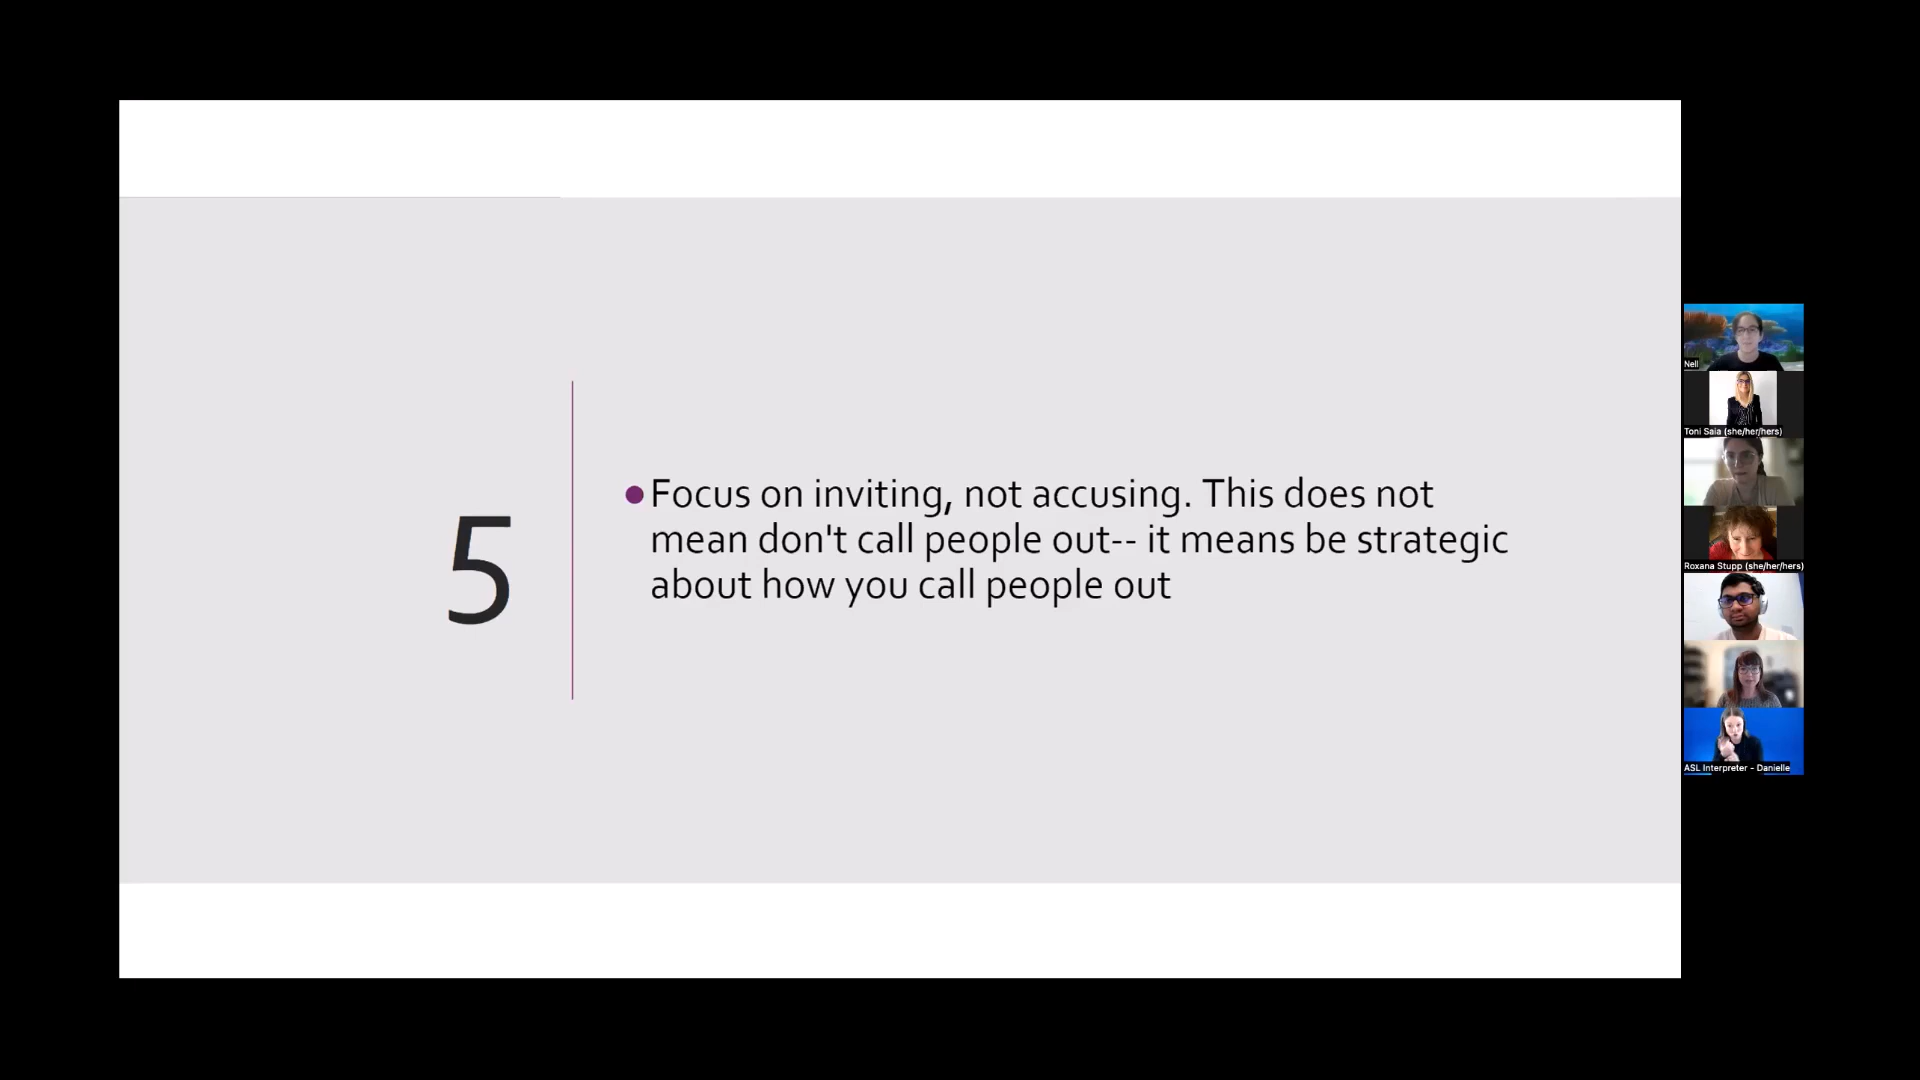 5
●Focus on inviting, not accusing. This does not
mean don't call people out-- it means be strategic
about how you call people out
Nell
Toni Saia (she/her/hers)
Roxana Stupp (she/her/hers)
ASL Interpreter - Danielle